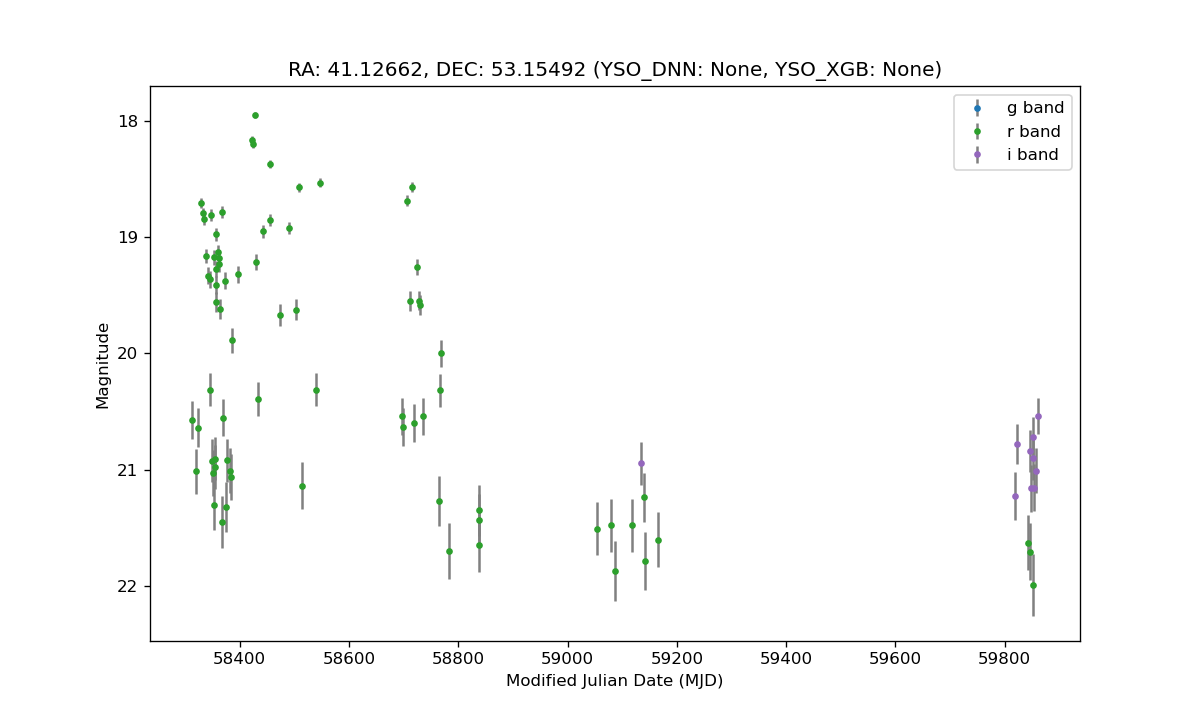 RA: 41.12662, DEC: 53.15492 (YSO_DNN: None, YSO_XGB: None)
g band
r band
i band
Magnitude
18
19
20
21
22
58400 58600 58800 59000 59200 59400 59600 59800
Modified Julian Date (MJD)